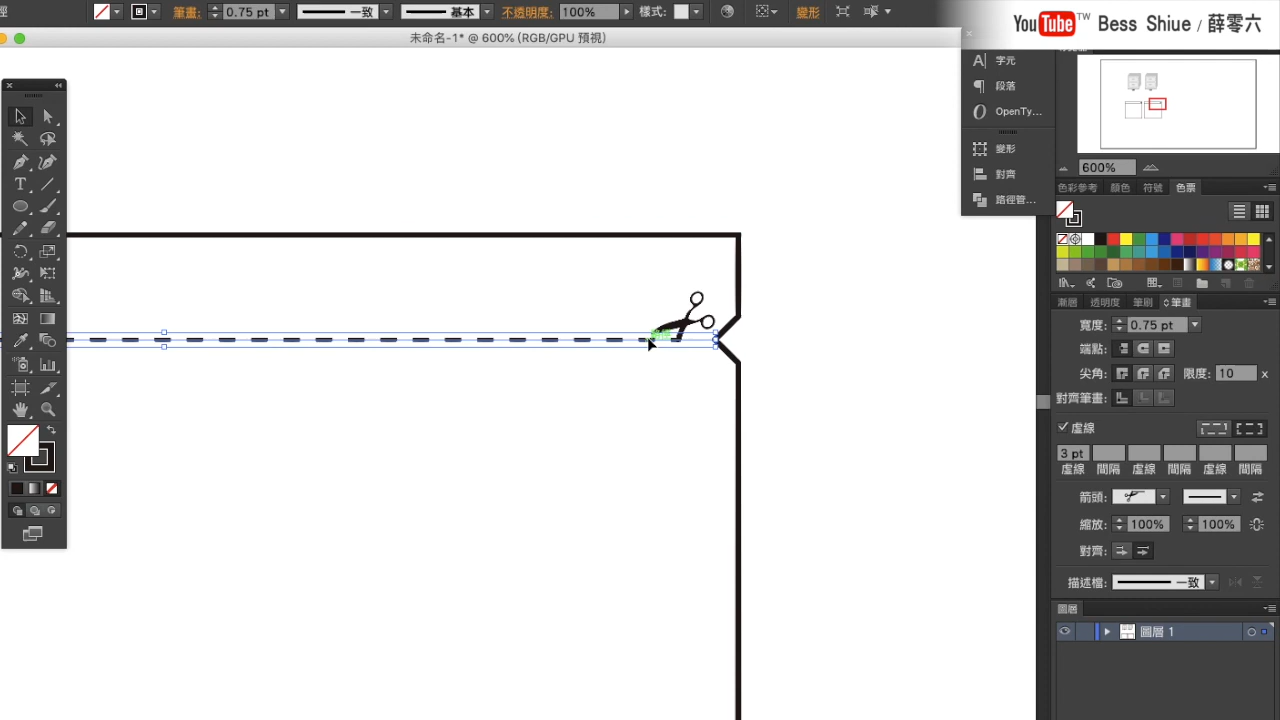 筆畫: 0.75 pt 一致 基本 不透明度: 100% 樣式: 變形
YouTube TW Bess Shiue / 薛零六
未命名-1* @ 600% (RGB/GPU 預視)
字元
段落
OpenTy...
變形
對齊
路徑管...
600%
色彩參考 顏色 符號 色票
漸層 透明度 筆刷 筆畫
寬度: 0.75 pt
端點:
尖角: 限度: 10 x
對齊筆畫:
虛線
3 pt
虛線 間隔 虛線 間隔 虛線 間隔
箭頭:
縮放: 100% 100%
對齊:
描述檔: 一致
圖層
圖層 1